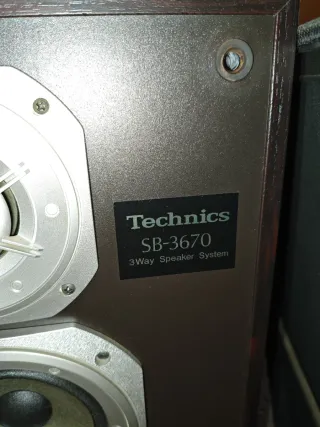 Technics
SB-3670
3Way Speaker System